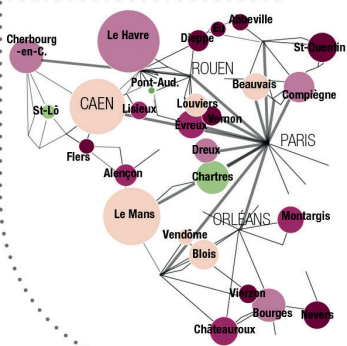 Abbeville
Eu
Cherbourg
-en-C.
Le Havre
Dieppe
St-Quentin
ROUEN
Pont-Aud.
Beauvais
Compiègne
CAEN
St-Lô
Lisieux
Louviers
Vernon
Évreux
PARIS
Flers
Dreux
Alençon
Chartres
Le Mans
ORLÉANS
Montargis
Vendôme
Blois
Vierzon
Bourges
Nevers
Châteauroux